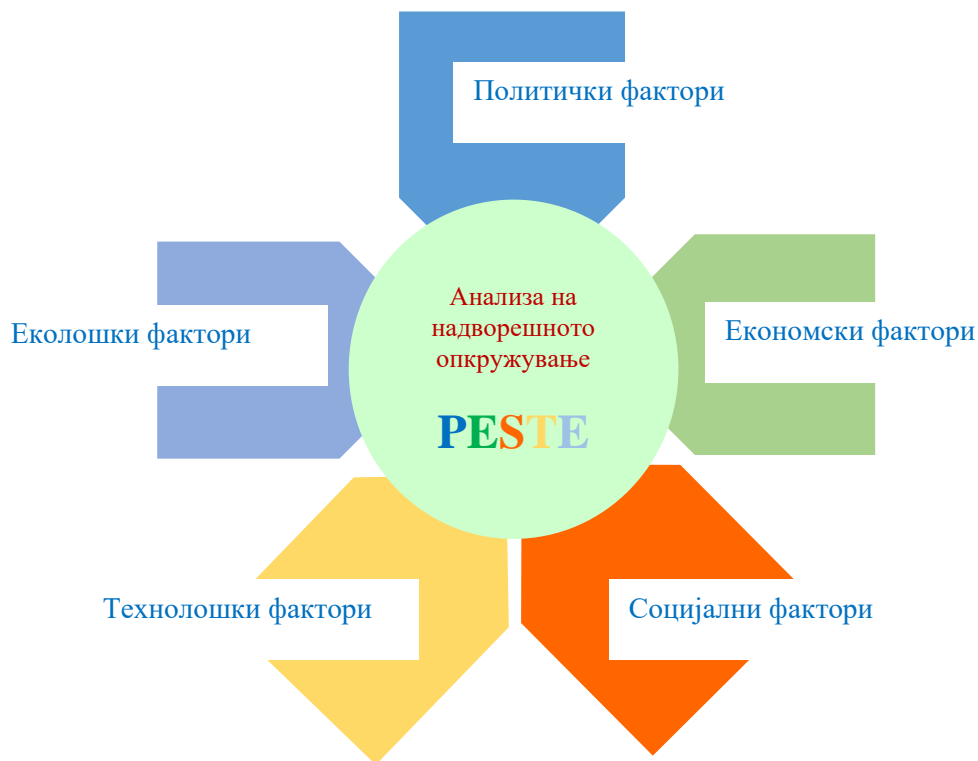 Политички фактори
Еколошки фактори
Анализа на
надворешното
опкружување
PESTE
Економски фактори
Технолошки фактори
Социјални фактори